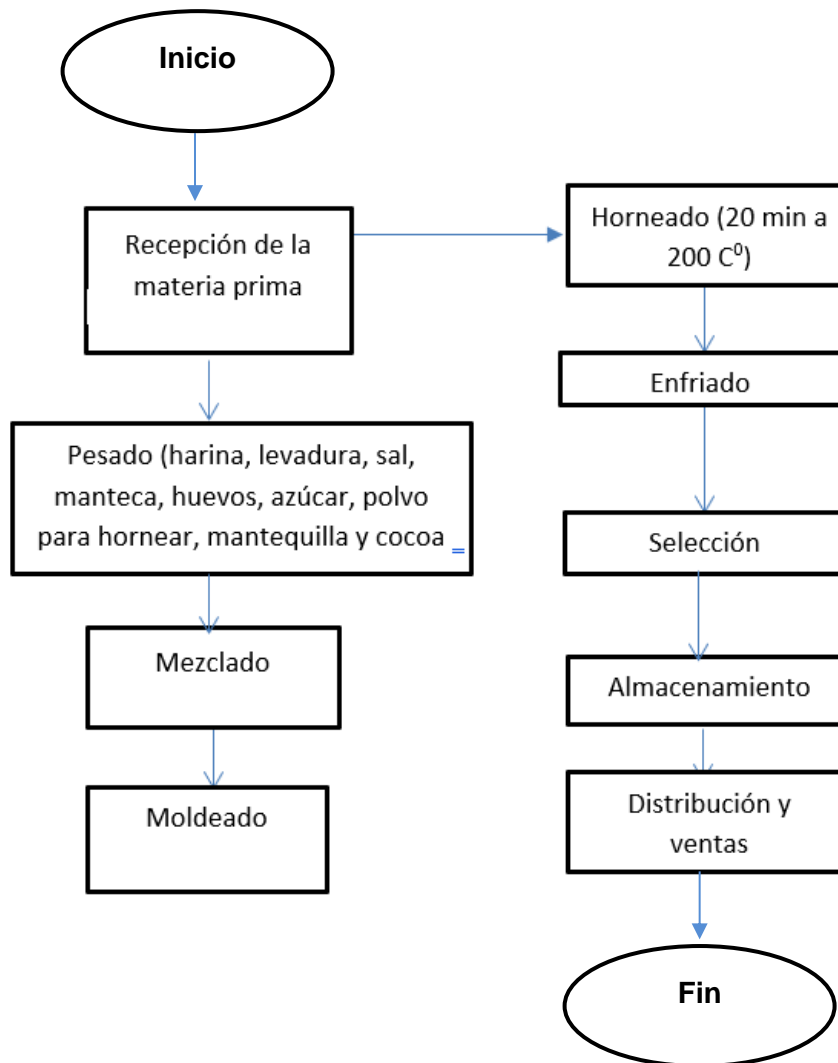 Inicio
Recepción de la
materia prima
Pesado (harina, levadura, sal,
manteca, huevos, azúcar, polvo
para hornear, mantequilla y cocoa
Mezclado
Moldeado
Horneado (20 min a
200 C⁰)
Enfriado
Selección
Almacenamiento
Distribución y
ventas
Fin